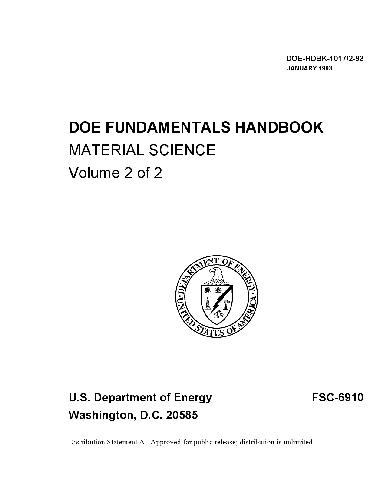 DOE-HDBK-1017/2-93
JANUARY 1993
DOE FUNDAMENTALS HANDBOOK
MATERIAL SCIENCE
Volume 2 of 2
DEPARTMENT OF ENERGY
UNITED STATES OF AMERICA
U.S. Department of Energy
FSC-6910
Washington, D.C. 20585
Distribution Statement A. Approved for public release; distribution is unlimited.